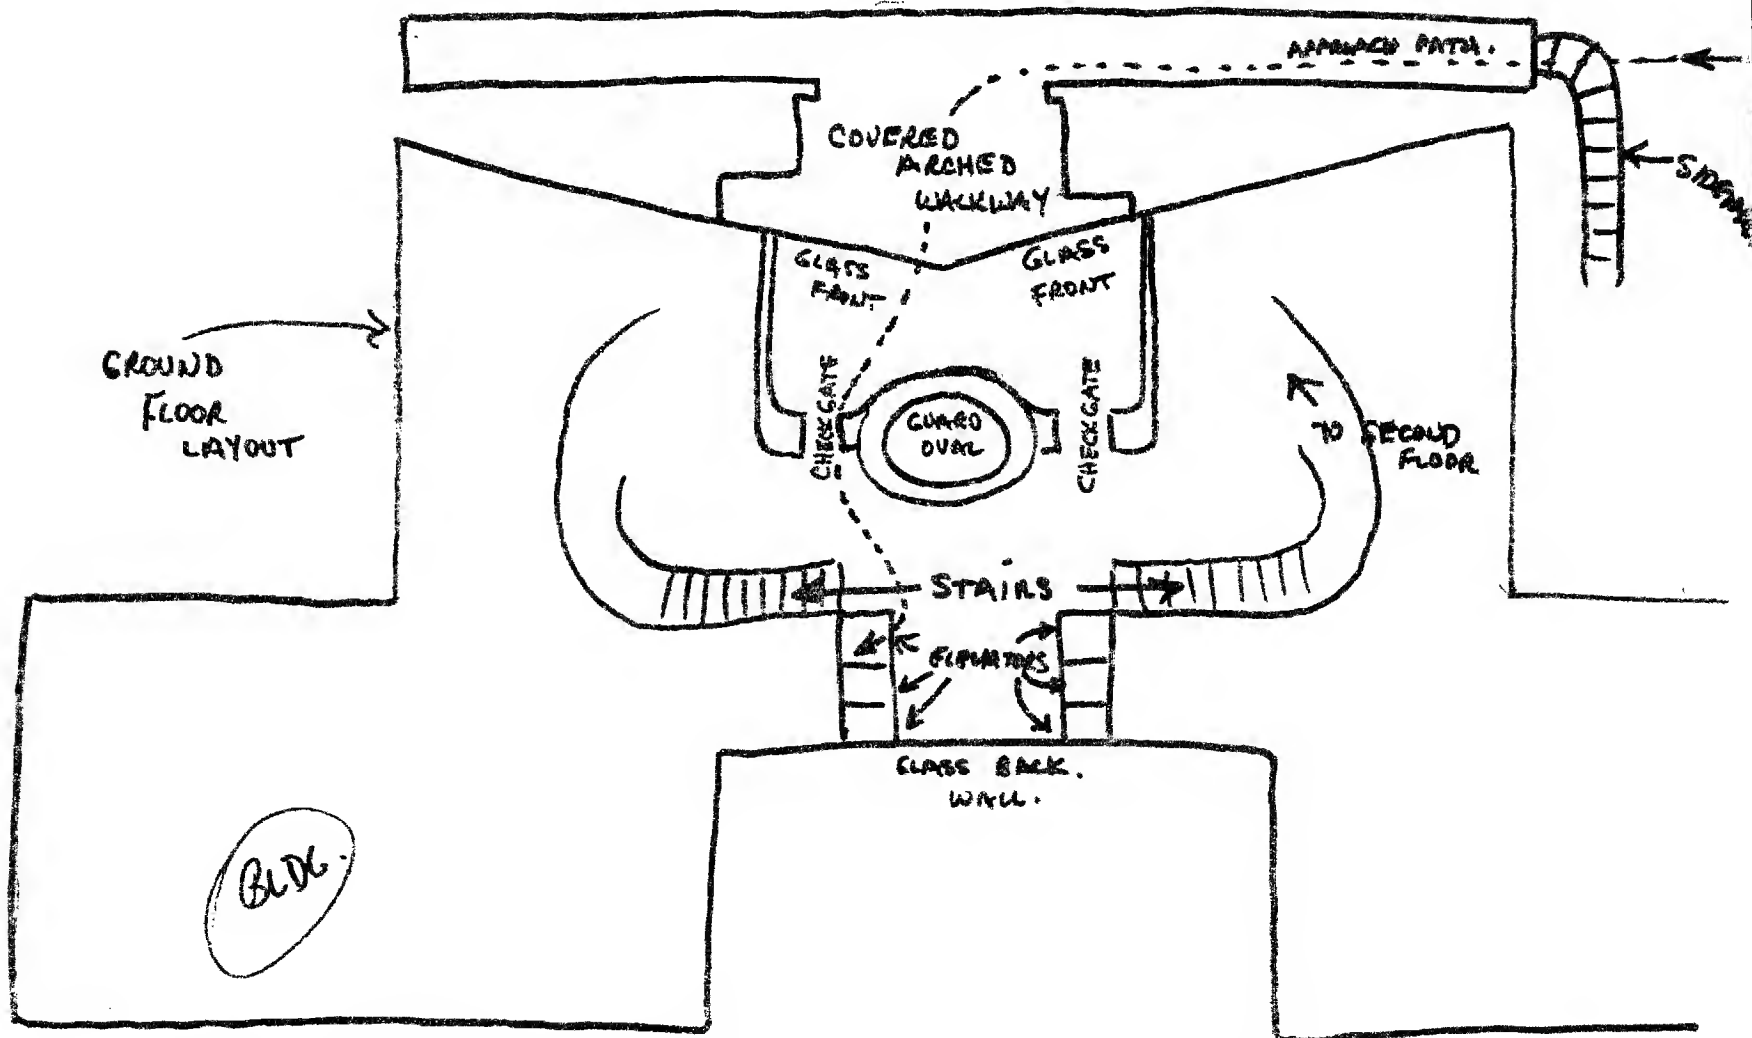 APPROACH PATH.
COVERED
ARCHED
WALKWAY
GLASS
FRONT
GLASS
FRONT
GROUND
FLOOR
LAYOUT
CHECKGATE
GUARD
OVAL
CHECKGATE
TO SECOND
FLOOR
STAIRS
ELEVATORS
GLASS BACK.
WALL.
BLDG.